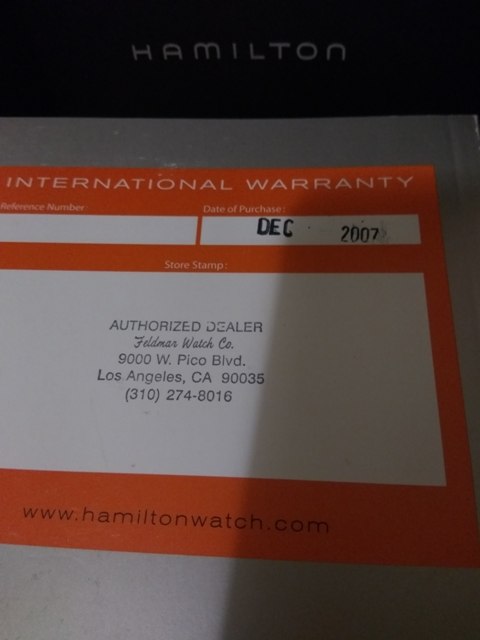 HAMILTON
INTERNATIONAL WARRANTY
Reference Number:
Date of Purchase:
DEC 2007
Store Stamp:
AUTHORIZED DEALER
Feldmar Watch Co.
9000 W. Pico Blvd.
Los Angeles, CA 90035
(310) 274-8016
www.hamiltonwatch.com